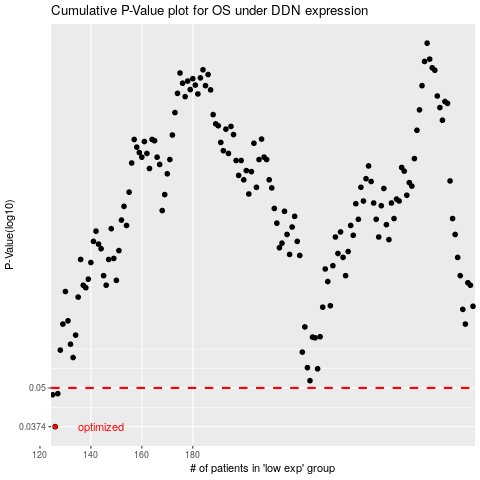 Cumulative P-Value plot for OS under DDN expression
P-Value(log10)
0.05
0.0374
optimized
120 140 160 180
# of patients in 'low exp' group